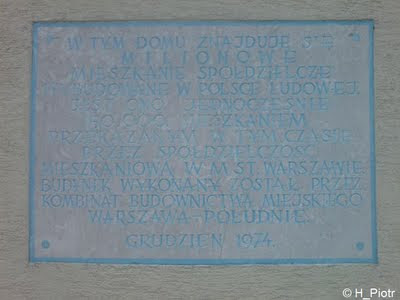 W TYM DOMU ZNAJDUJE SIĘ
MILIONOWE
MIESZKANIE SPÓŁDZIELCZE
WYBUDOWANE W POLSCE LUDOWEJ.
JEST ONO JEDNOCZEŚNIE
MIESZKANIEM
PRZEKAZANYM W TYM CZASIE
PRZEZ SPÓŁDZIELCZOŚĆ
MIESZKANIOWĄ W M. ST. WARSZAWIE
BUDYNEK WYKONANY ZOSTAŁ PRZEZ
KOMBINAT BUDOWNICTWA MIEJSKIEGO
WARSZAWA-POŁUDNIE.
GRUDZIEŃ 1974.
© H_Piotr